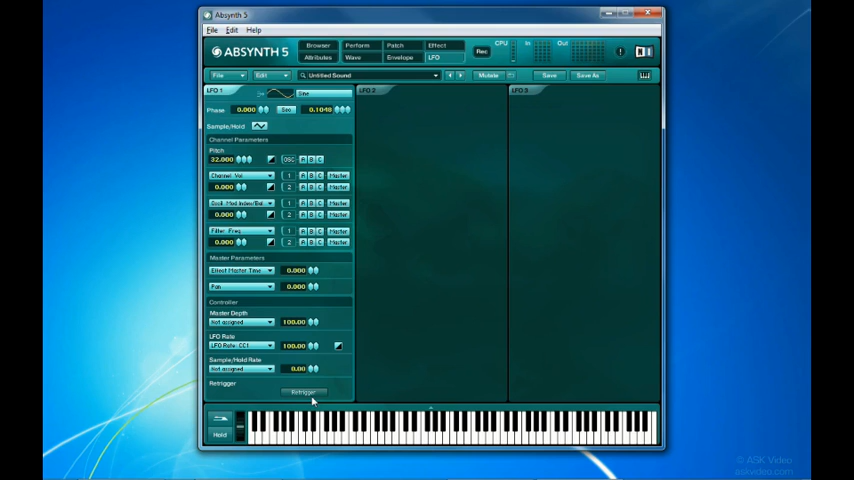 Absynth 5
File Edit Help
ABSYNTH 5 Browser Perform Patch Effect Rec CPU In Out
Attributes Wave Envelope LFO
File Edit Untitled Sound Mutate Save Save As
LFO 1 Sine LFO 2 LFO 3
Phase 0.000 Sec 0.1048
Sample/Hold
Channel Parameters
Pitch
32.000 OSC A B C
Channel Vol 1 A B C Master
0.000 2 A B C Master
Oscil Mod Index/Bal 1 A B C Master
0.000 2 A B C Master
Filter Freq 1 A B C Master
0.000 2 A B C Master
Master Parameters
Effect Master Time 0.000
Pan 0.000
Controller
Master Depth
Not assigned 100.00
LFO Rate
LFO Rate: CC1 100.00
Sample/Hold Rate
Not assigned 0.00
Retrigger
Retrigger
Hold
© ASK Video
askvideo.com